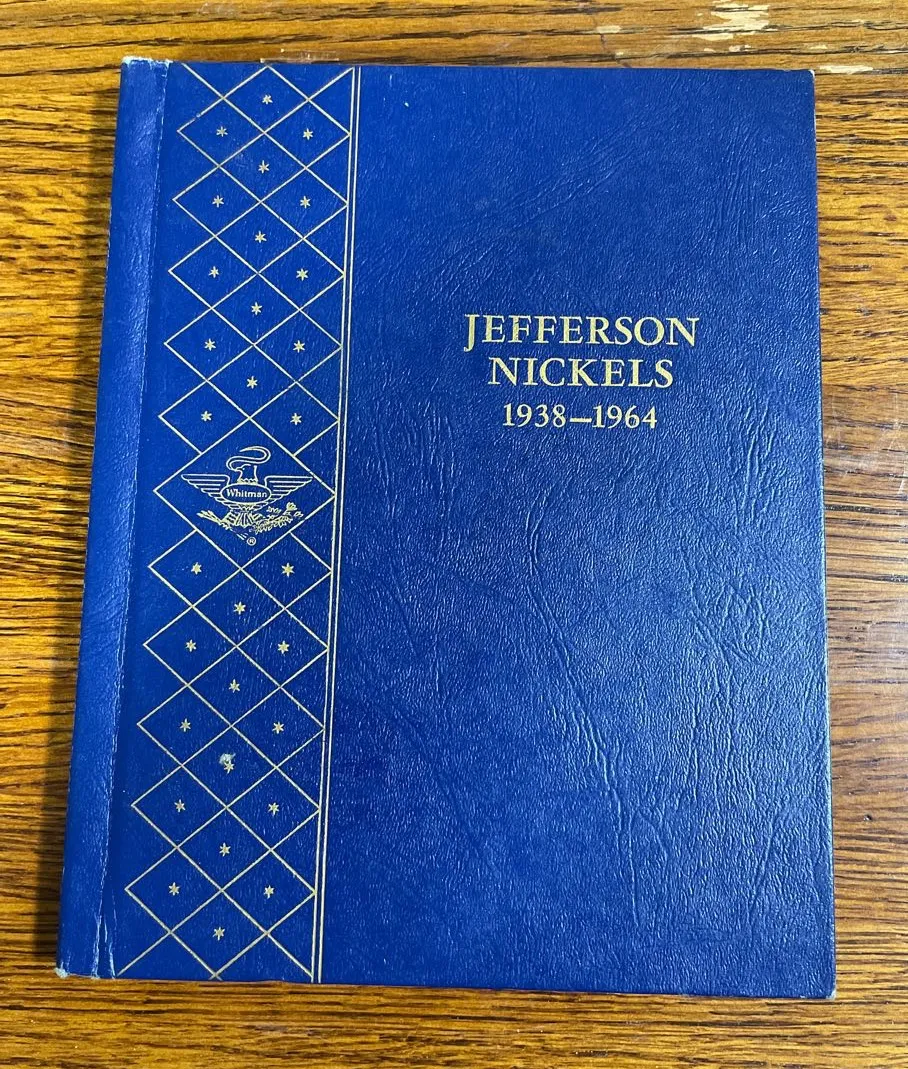 JEFFERSON
NICKELS
1938—1964
Whitman
®